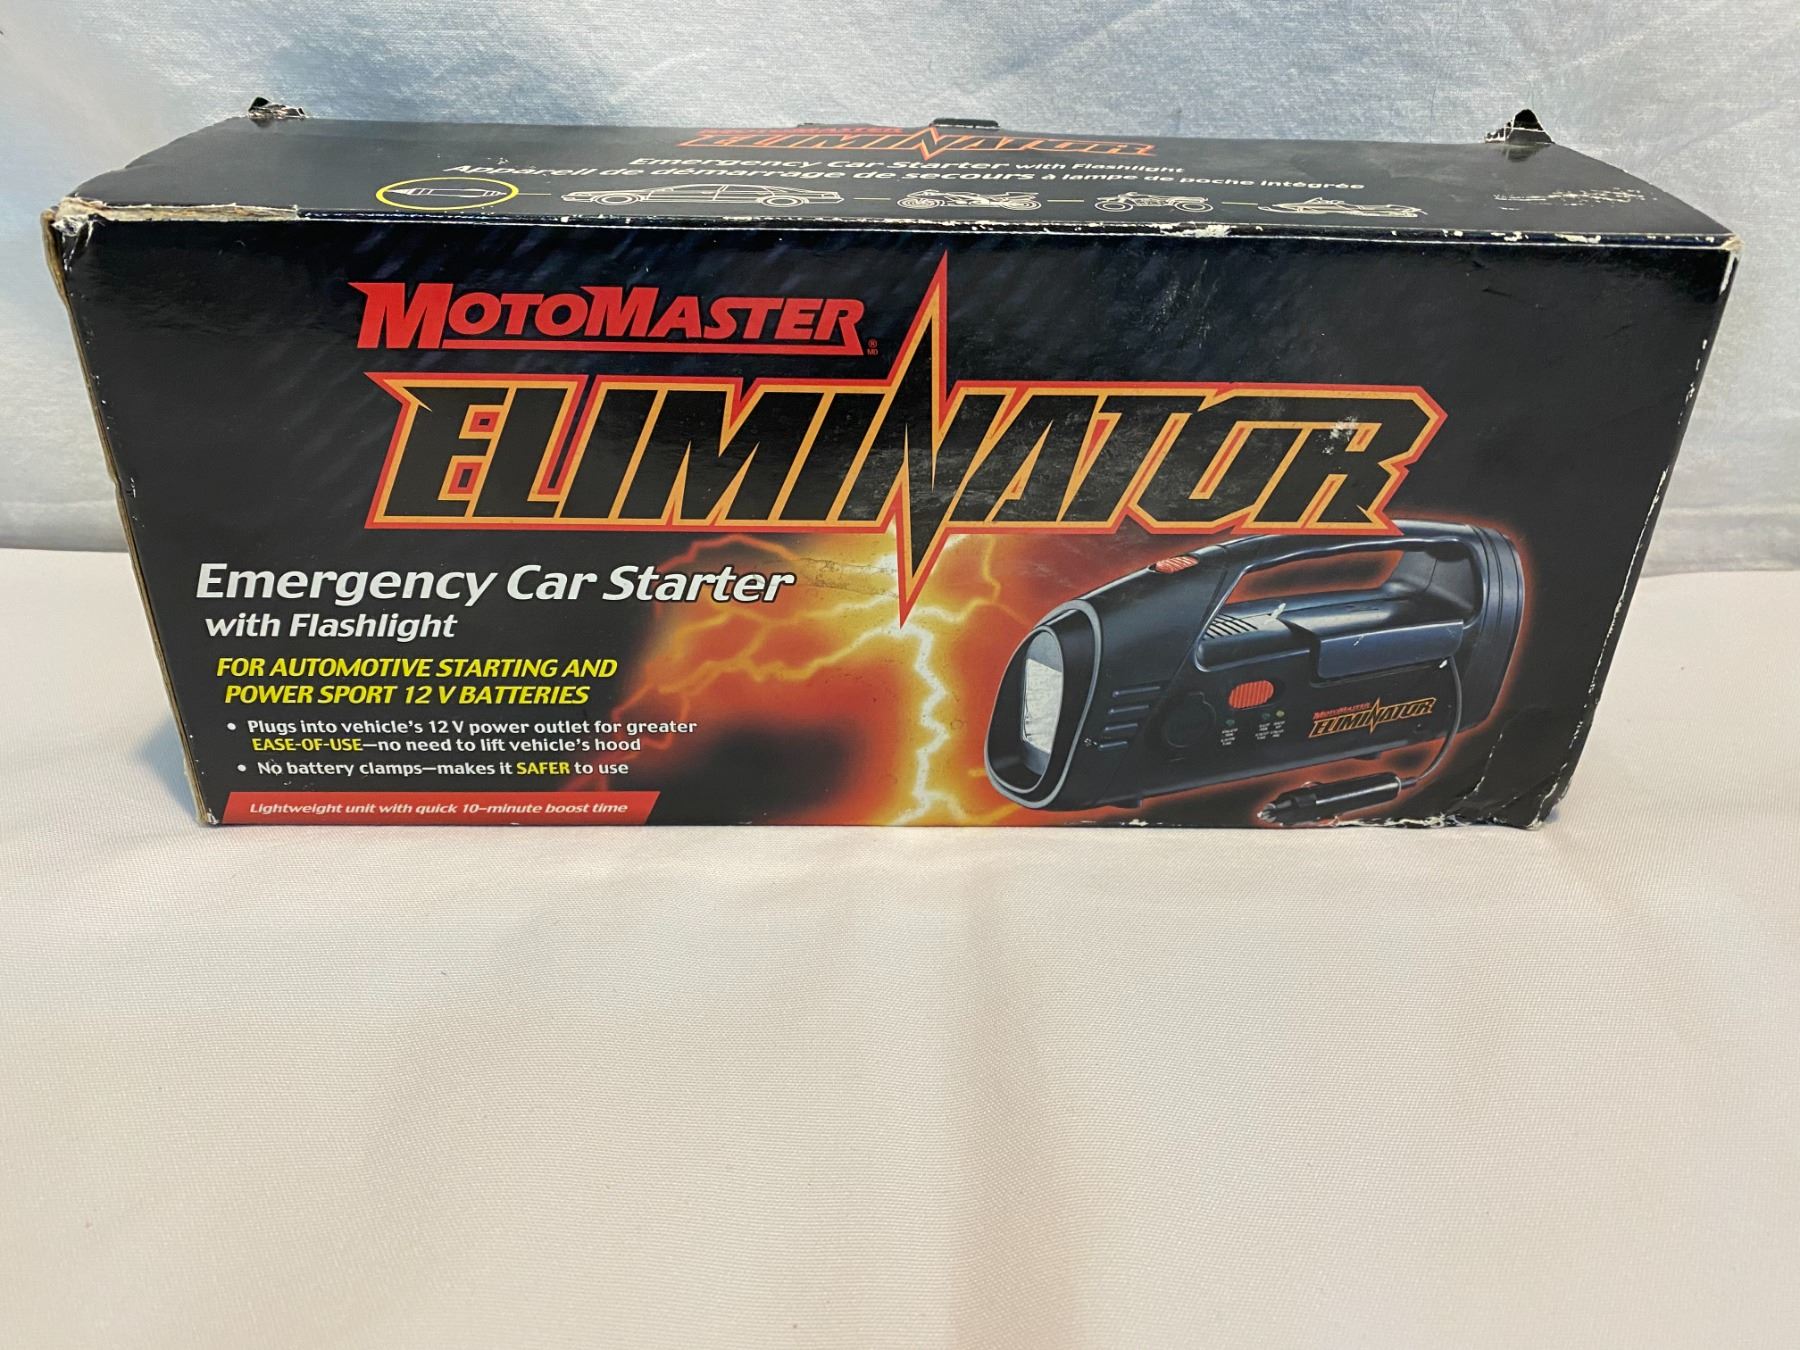 MOTOMASTER
ELIMINATOR
Emergency Car Starter with Flashlight
Appareil de démarrage de secours à lampe de poche intégrée
MOTOMASTER
® MD
ELIMINATOR
Emergency Car Starter
with Flashlight
FOR AUTOMOTIVE STARTING AND
POWER SPORT 12 V BATTERIES
• Plugs into vehicle's 12 V power outlet for greater
EASE-OF-USE—no need to lift vehicle's hood
• No battery clamps—makes it SAFER to use
Lightweight unit with quick 10-minute boost time
MOTOMASTER
ELIMINATOR